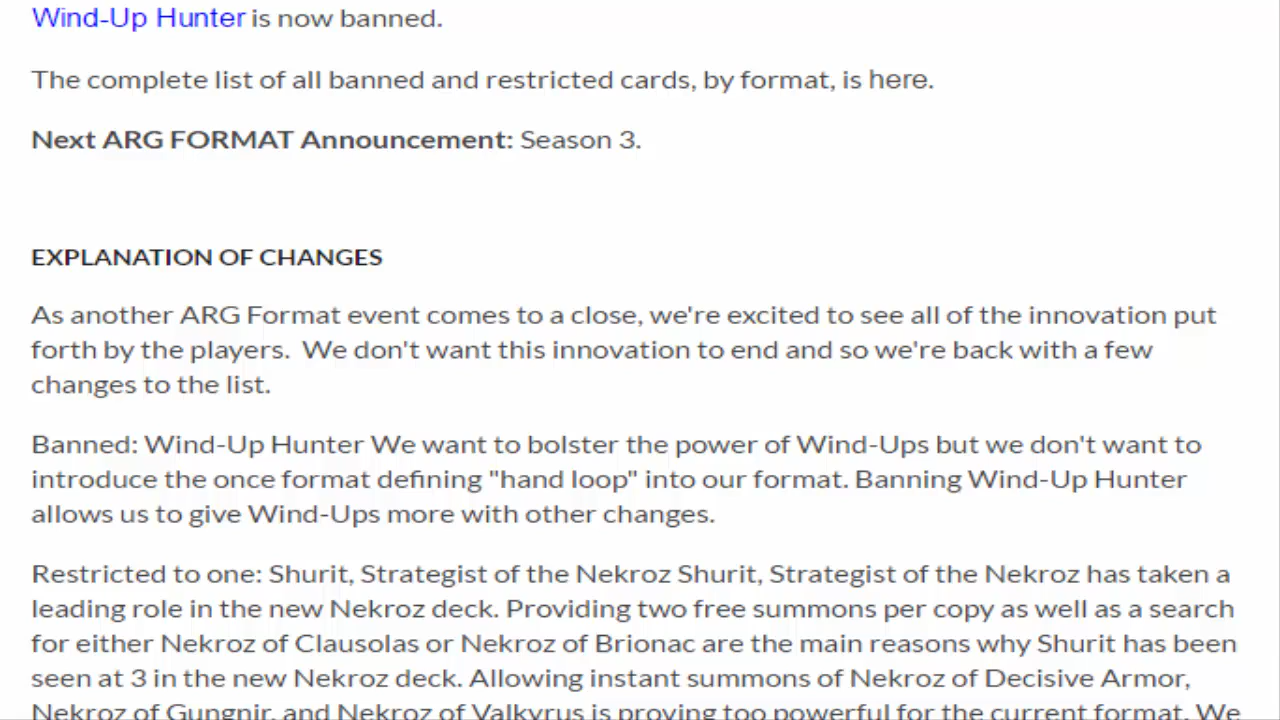 Wind-Up Hunter is now banned.
The complete list of all banned and restricted cards, by format, is here.
Next ARG FORMAT Announcement: Season 3.
EXPLANATION OF CHANGES
As another ARG Format event comes to a close, we're excited to see all of the innovation put
forth by the players.  We don't want this innovation to end and so we're back with a few
changes to the list.
Banned: Wind-Up Hunter We want to bolster the power of Wind-Ups but we don't want to
introduce the once format defining "hand loop" into our format. Banning Wind-Up Hunter
allows us to give Wind-Ups more with other changes.
Restricted to one: Shurit, Strategist of the Nekroz Shurit, Strategist of the Nekroz has taken a
leading role in the new Nekroz deck. Providing two free summons per copy as well as a search
for either Nekroz of Clausolas or Nekroz of Brionac are the main reasons why Shurit has been
seen at 3 in the new Nekroz deck. Allowing instant summons of Nekroz of Decisive Armor,
Nekroz of Gungnir, and Nekroz of Valkyrus is proving too powerful for the current format. We